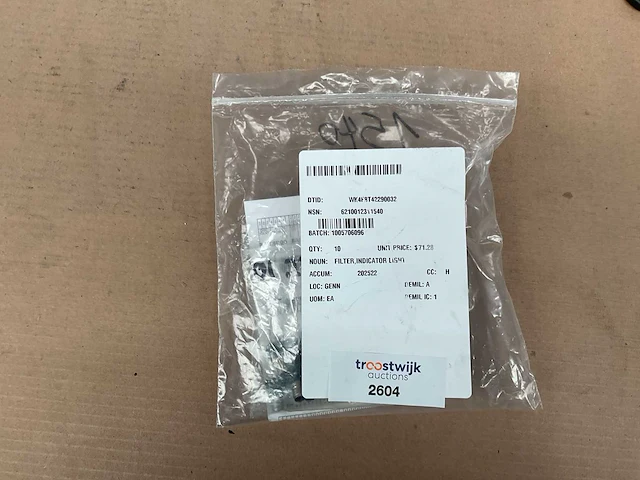 1540
DTID:
NSN:
BATCH: 1005706096
QTY: 10 UNIT PRICE: $71.28
NOUN: FILTER,INDICATOR LIGHT
ACCUM: 202522 CC: H
LOC: GENN DEMIL: A
UOM: EA DEMIL IC: 1
troostwijk
auctions
2604